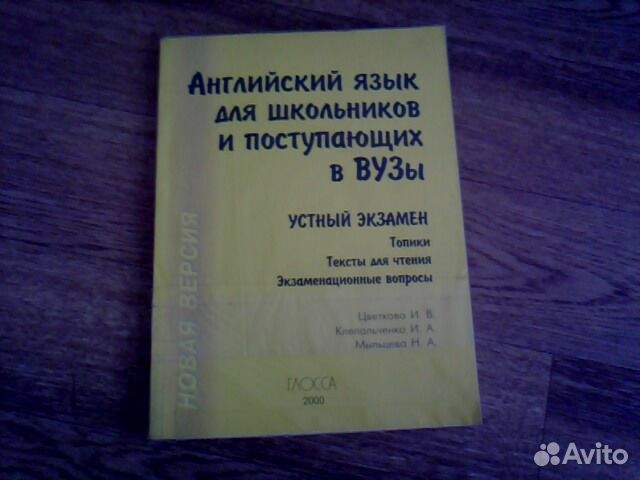 Английский язык
для школьников
и поступающих
в ВУЗы
УСТНЫЙ ЭКЗАМЕН
Топики
Тексты для чтения
Экзаменационные вопросы
Цветкова И. В.
Клепальченко И. А.
Мыльцева Н. А.
ГЛОССА
2000
НОВАЯ ВЕРСИЯ
Avito